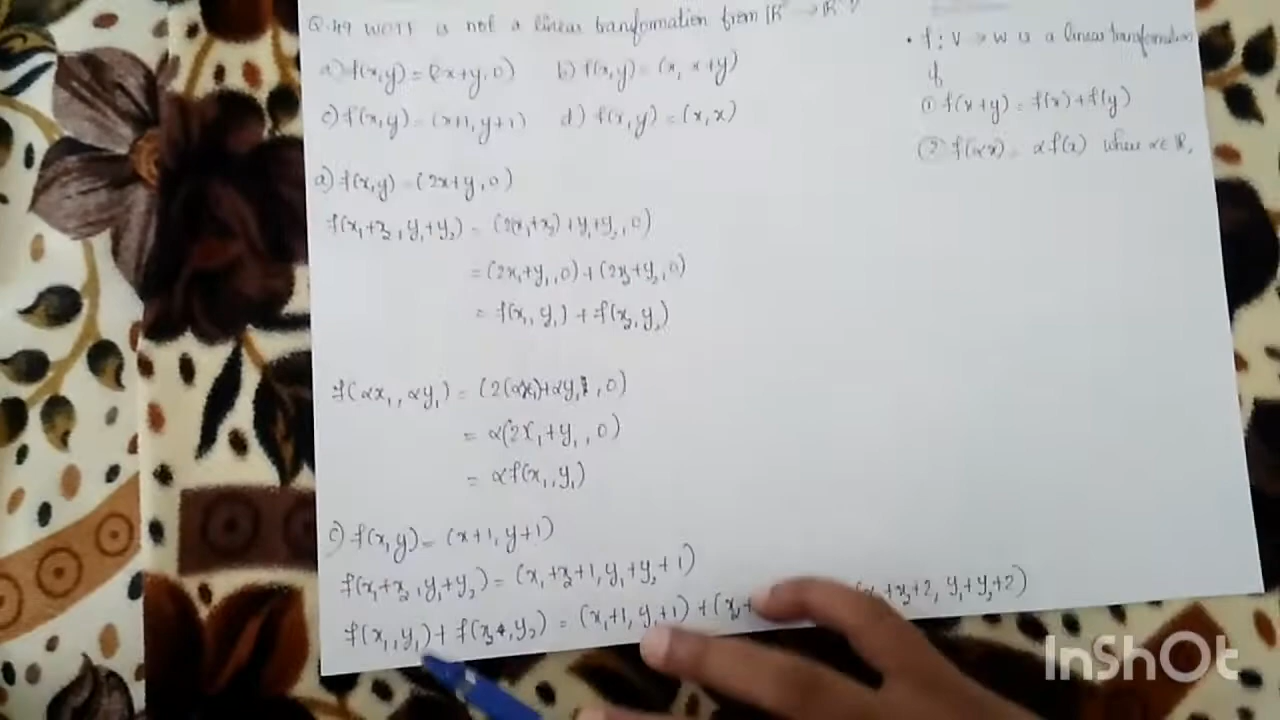 Q.49 WOTF is not a linear transformation from ℝ² → ℝ²?
a) f(x,y) = (2x+y,0) b) f(x,y) = (x, x+y)
c) f(x,y) = (x+1, y+1) d) f(x,y) = (x,x)
• f: V → W is a linear transformation
if
① f(x+y) = f(x) + f(y)
② f(αx) = αf(x) where α∈ℝ,
a) f(x,y) = (2x+y,0)
f(x₁+x₂, y₁+y₂) = (2(x₁+x₂)+y₁+y₂, 0)
= (2x₁+y₁, 0) + (2x₂+y₂, 0)
= f(x₁, y₁) + f(x₂, y₂)
f(αx₁, αy₁) = (2(αx₁)+αy₁, 0)
= α(2x₁+y₁, 0)
= αf(x₁, y₁)
c) f(x,y) = (x+1, y+1)
f(x₁+x₂, y₁+y₂) = (x₁+x₂+1, y₁+y₂+1)
f(x₁, y₁) + f(x₂, y₂) = (x₁+1, y₁+1) + (x₂+ x₁+x₂+2, y₁+y₂+2)
InShOt